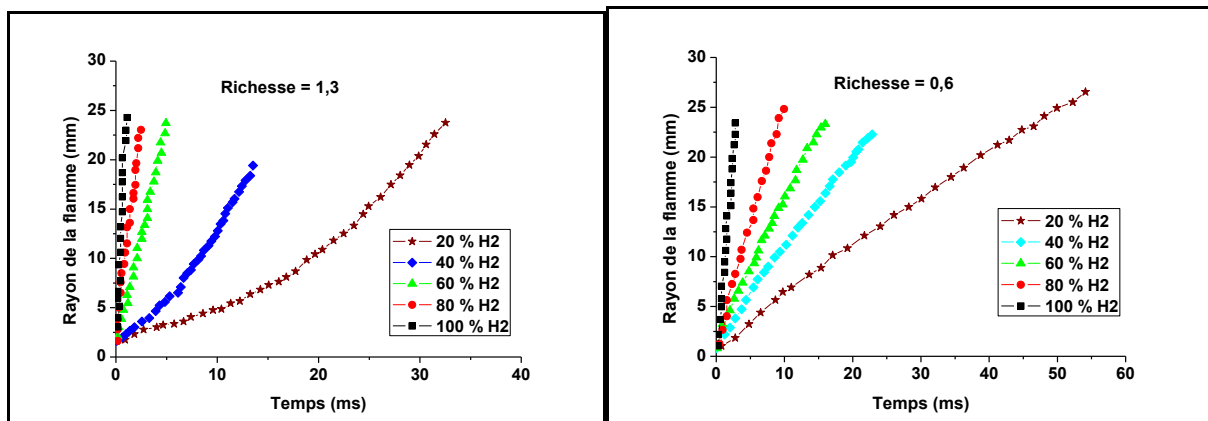 30
25
20
15
10
5
0
Rayon de la flamme (mm)
Richesse = 1,3
20 % H2
40 % H2
60 % H2
80 % H2
100 % H2
0 10 20 30 40
Temps (ms)
30
25
20
15
10
5
0
Rayon de la flamme (mm)
Richesse = 0,6
20 % H2
40 % H2
60 % H2
80 % H2
100 % H2
0 10 20 30 40 50 60
Temps (ms)